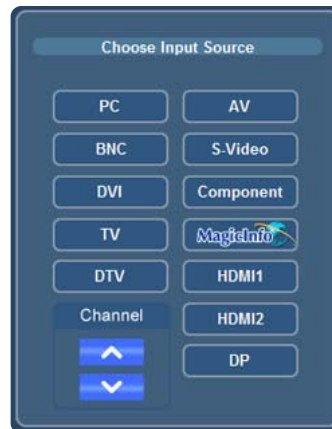 Choose Input Source
PC
AV
BNC
S-Video
DVI
Component
TV
MagicInfo
DTV
HDMI1
Channel
HDMI2
DP